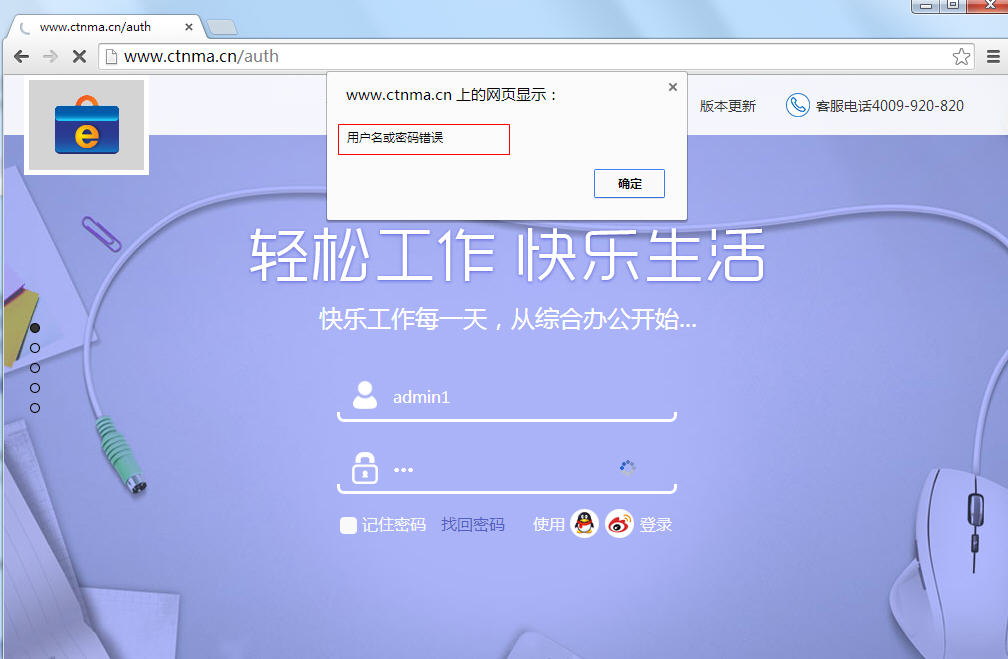 www.ctnma.cn/auth
www.ctnma.cn/auth
www.ctnma.cn 上的网页显示：
用户名或密码错误
确定
版本更新
客服电话4009-920-820
e
轻松工作 快乐生活
快乐工作每一天，从综合办公开始...
admin1
•••
记住密码 找回密码 使用 登录